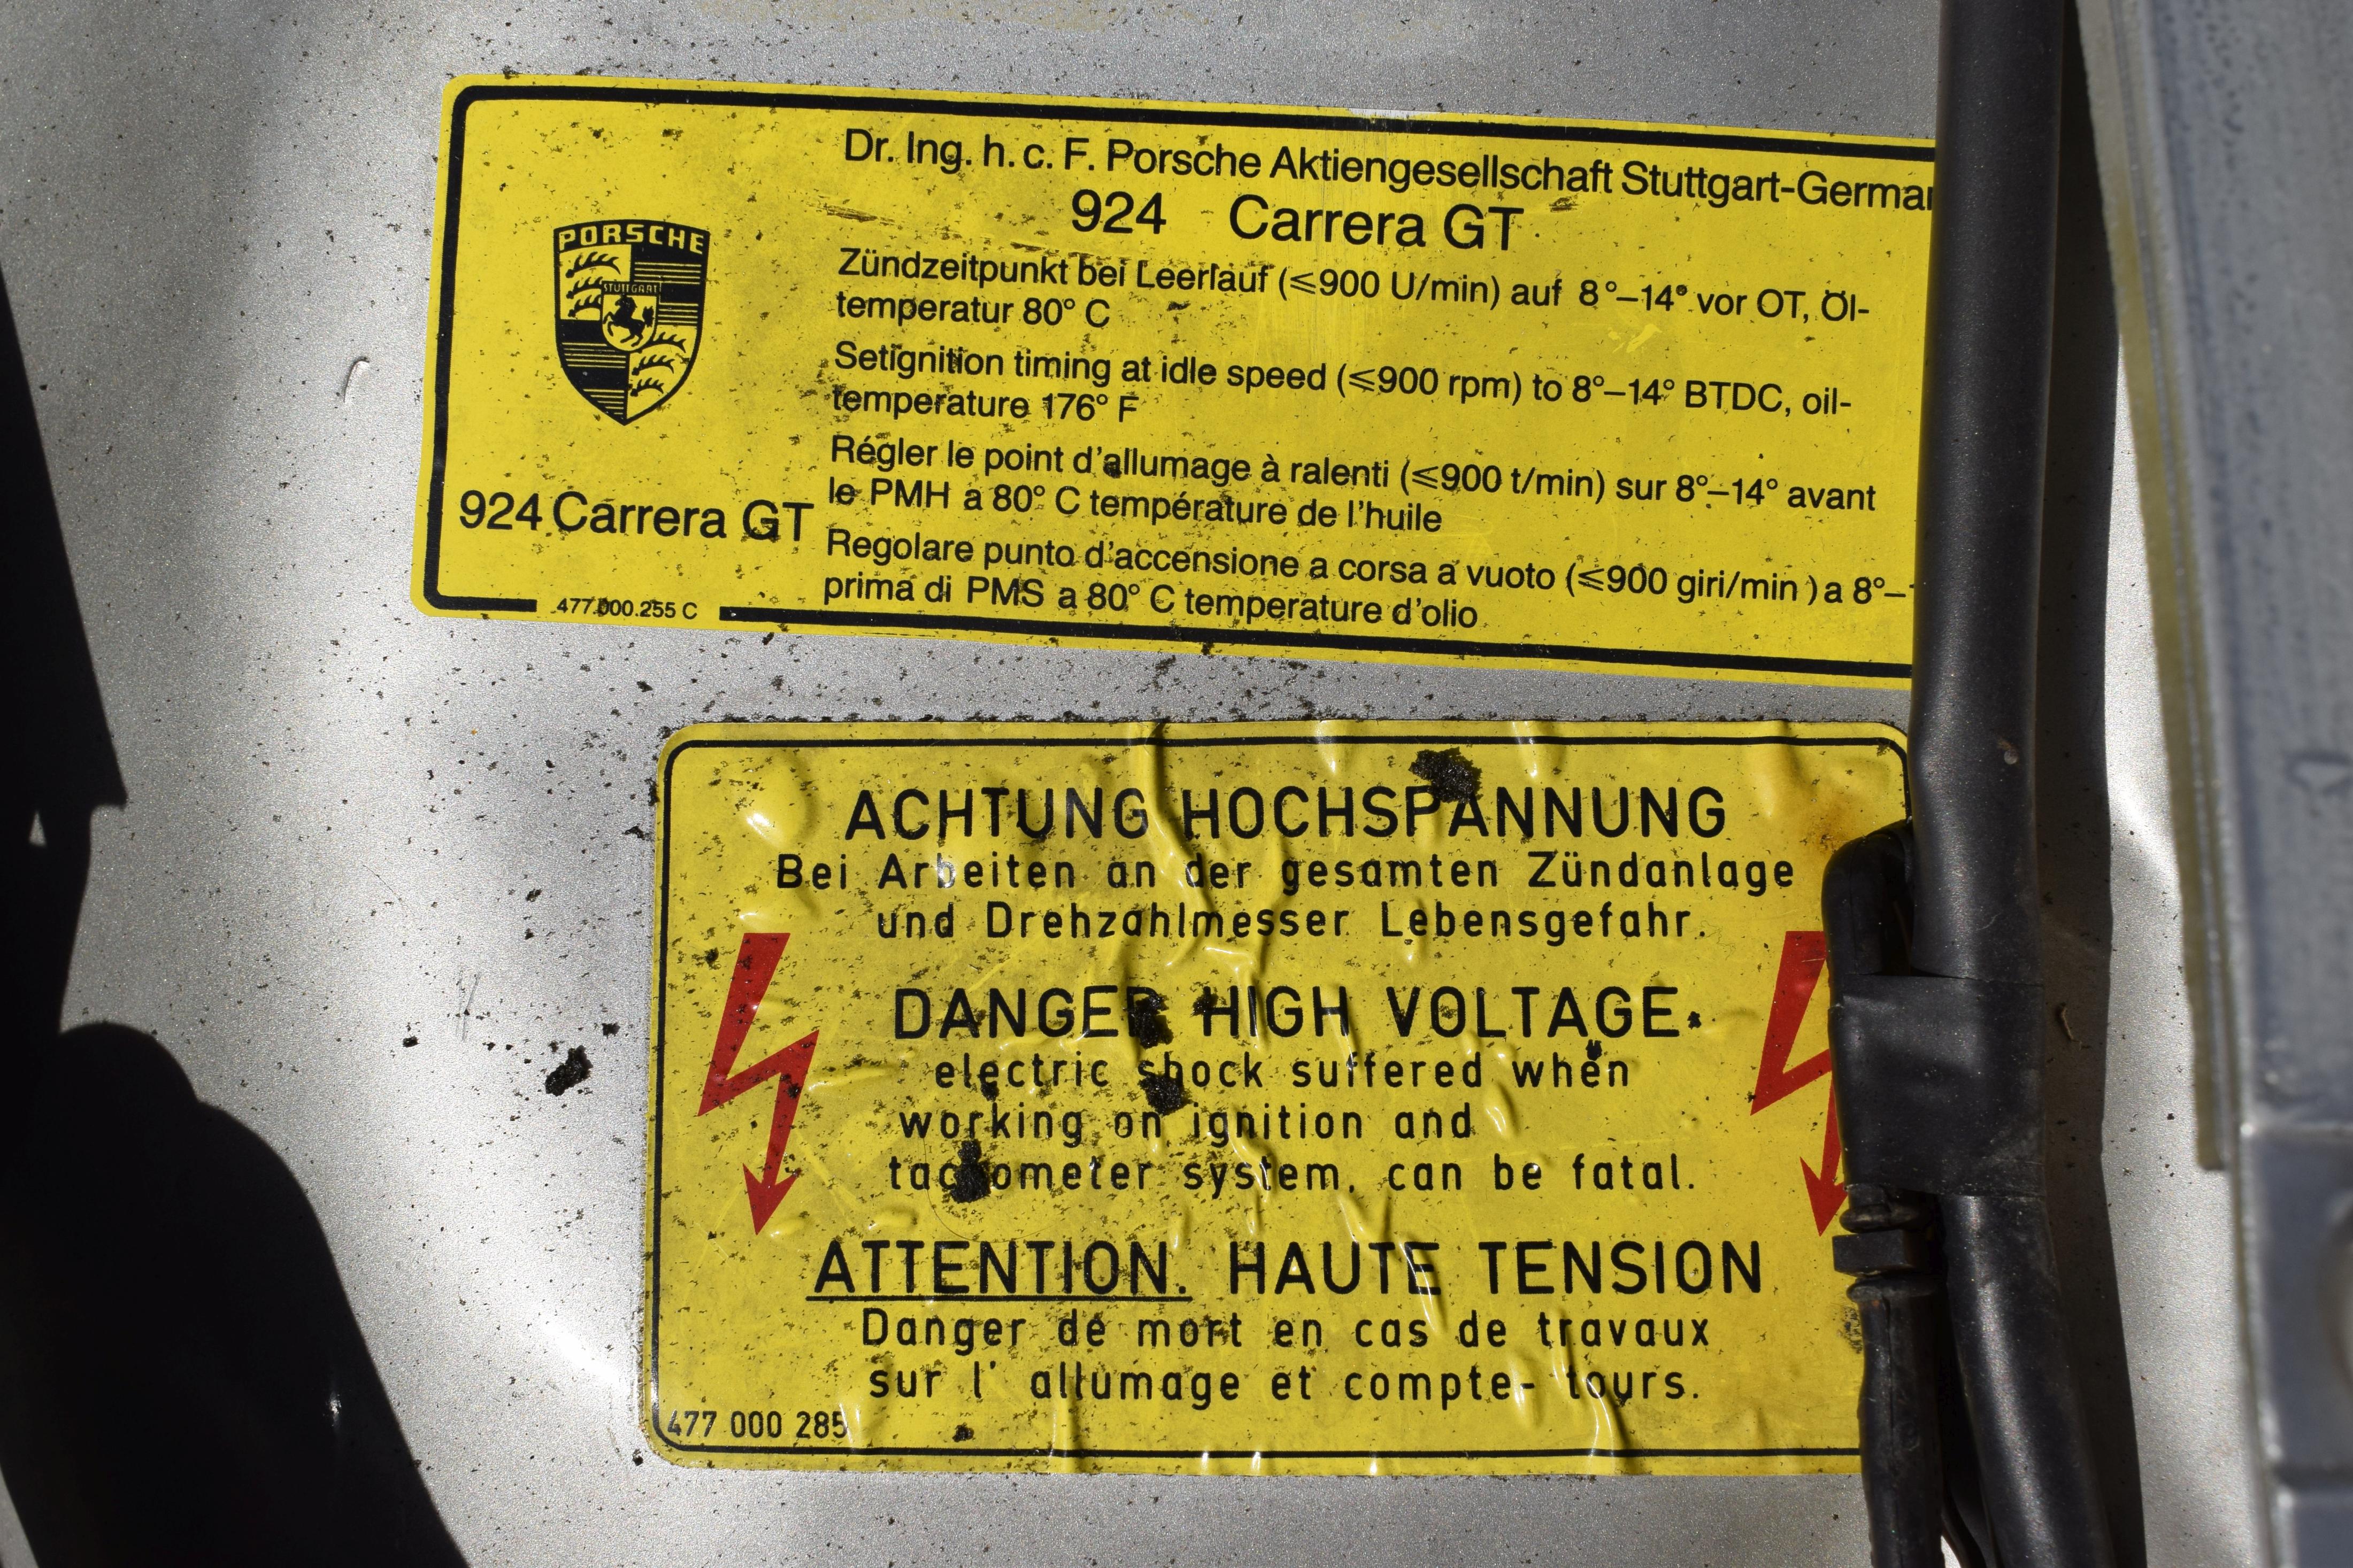 Dr. Ing. h. c. F. Porsche Aktiengesellschaft Stuttgart-German
924 Carrera GT
PORSCHE
STUTTGART
Zündzeitpunkt bei Leerlauf (≤900 U/min) auf 8°–14° vor OT, Öl-
temperatur 80° C
Setignition timing at idle speed (≤900 rpm) to 8°–14° BTDC, oil-
temperature 176° F
Régler le point d'allumage à ralenti (≤900 t/min) sur 8°–14° avant
le PMH a 80° C température de l'huile
924 Carrera GT
Regolare punto d'accensione a corsa a vuoto (≤900 giri/min) a 8°–
prima di PMS a 80° C temperature d'olio
477.000.255 C
ACHTUNG HOCHSPANNUNG
Bei Arbeiten an der gesamten Zündanlage
und Drehzahlmesser Lebensgefahr.
DANGER HIGH VOLTAGE.
electric shock suffered when
working on ignition and
tachometer system, can be fatal.
ATTENTION. HAUTE TENSION
Danger de mort en cas de travaux
sur l' allumage et compte- tours.
477 000 285